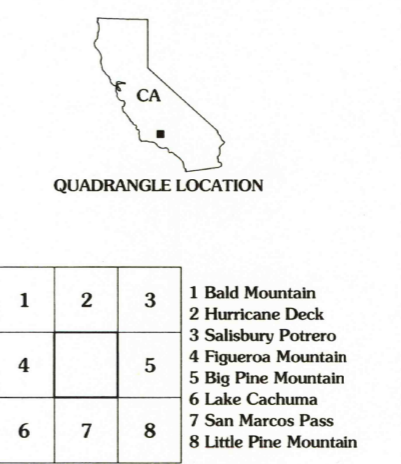 CA
QUADRANGLE LOCATION
1 2 3
4 5
6 7 8
1 Bald Mountain
2 Hurricane Deck
3 Salisbury Potrero
4 Figueroa Mountain
5 Big Pine Mountain
6 Lake Cachuma
7 San Marcos Pass
8 Little Pine Mountain